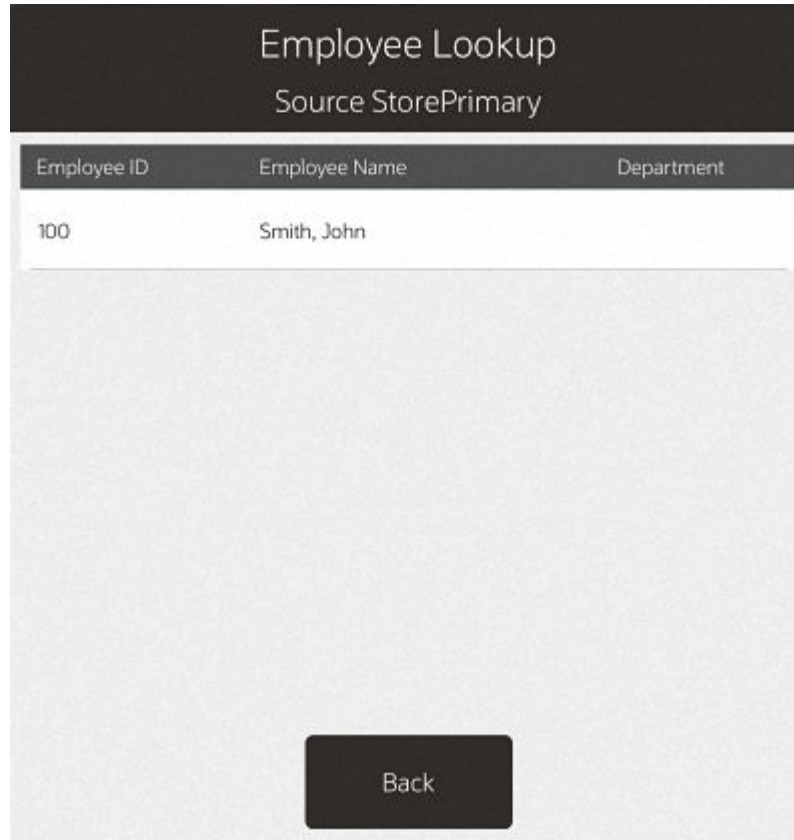 Employee Lookup
Source StorePrimary
Employee ID Employee Name Department
100 Smith, John
Back